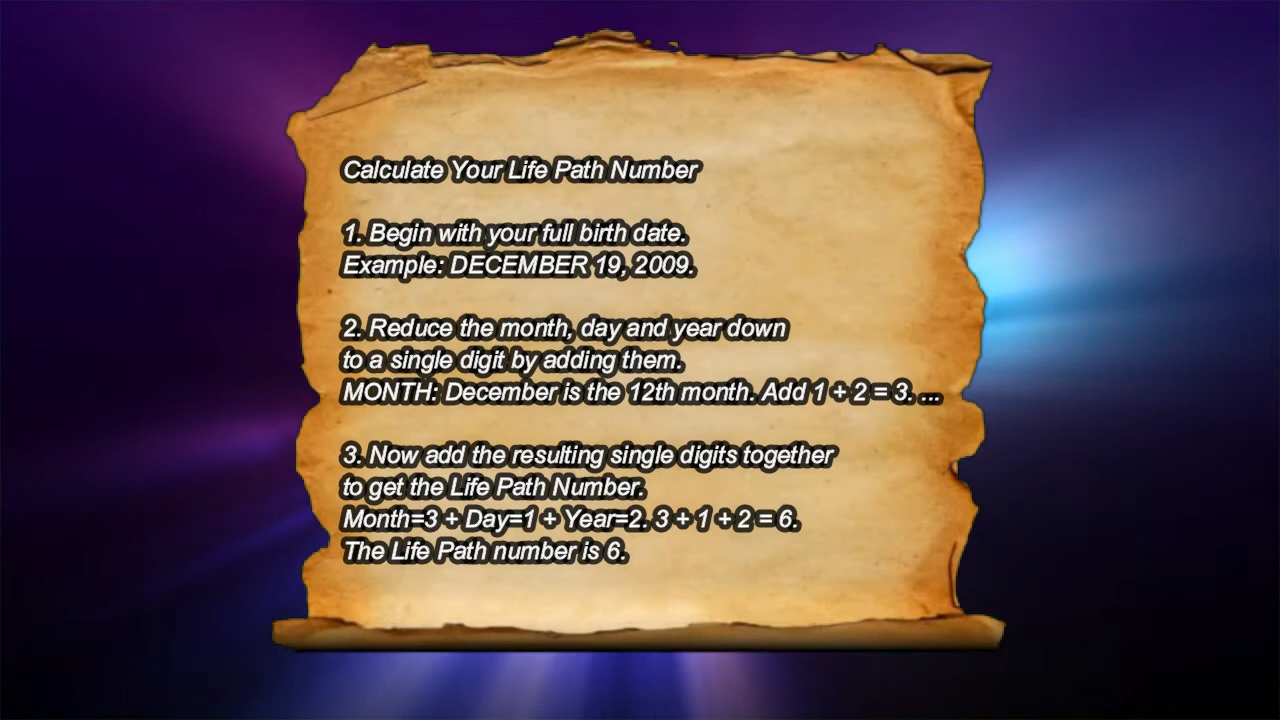 Calculate Your Life Path Number
1. Begin with your full birth date.
Example: DECEMBER 19, 2009.
2. Reduce the month, day and year down
to a single digit by adding them.
MONTH: December is the 12th month. Add 1 + 2 = 3. ...
3. Now add the resulting single digits together
to get the Life Path Number.
Month=3 + Day=1 + Year=2. 3 + 1 + 2 = 6.
The Life Path number is 6.